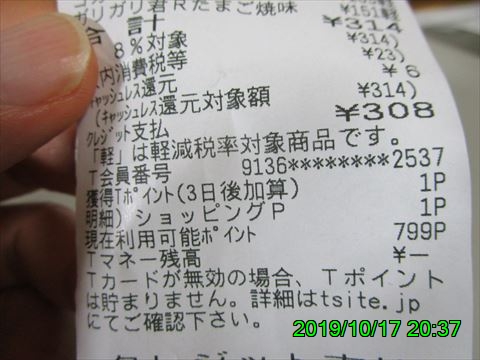 ガリガリ君Rたまご焼味 ¥151軽
合 計 ¥314
8%対象 ¥314)
内消費税等 ¥23)
キャッシュレス還元 ¥ 6
(キャッシュレス還元対象額 ¥314)
クレジット支払 ¥308
「軽」は軽減税率対象商品です。
T会員番号 9136********2537
獲得Tポイント(3日後加算) 1P
明細)ショッピングP 1P
現在利用可能ポイント 799P
Tマネー残高 ¥―
Tカードが無効の場合、Tポイント
は貯まりません。詳細はtsite.jp
にてご確認下さい。
2019/10/17 20:37